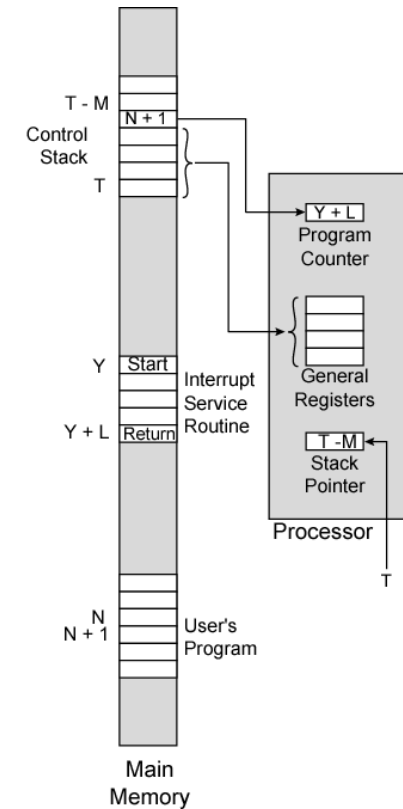 T - M
N + 1
Control
Stack
T
Y + L
Program
Counter
Y
Start
Interrupt
Service
Routine
General
Registers
Y + L
Return
T -M
Stack
Pointer
Processor
T
N
N + 1
User's
Program
Main
Memory